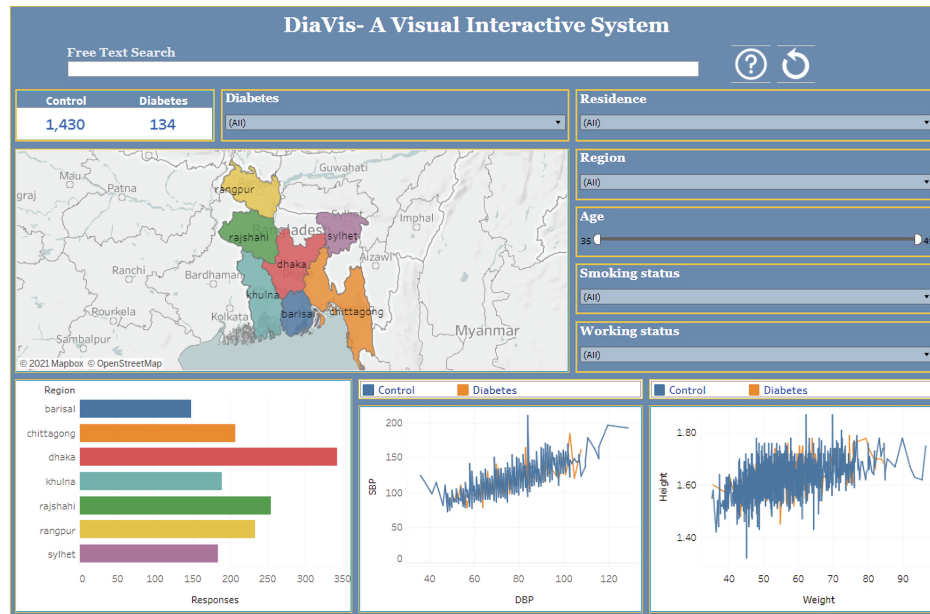 DiaVis- A Visual Interactive System
Free Text Search
?
Control Diabetes
1,430 134
Diabetes
(All)
Residence
(All)
Region
(All)
Age
35
Smoking status
(All)
Working status
(All)
Mau
Patna
Guwahati
graj
rangpur
Imphal
Bangladesh
rajshahi
sylhet
Ranchi
Bardhaman
dhaka
Aizawl
khulna
Rourkela
Kolkata
barisal
chittagong
Sambalpur
Myanmar
© 2021 Mapbox © OpenStreetMap
Region
barisal
chittagong
dhaka
khulna
rajshahi
rangpur
sylhet
0 50 100 150 200 250 300 350
Responses
Control Diabetes
200
150
100
50
0
SBP
40 60 80 100 120
DBP
Control Diabetes
1.80
1.60
1.40
Height
40 50 60 70 80 90
Weight